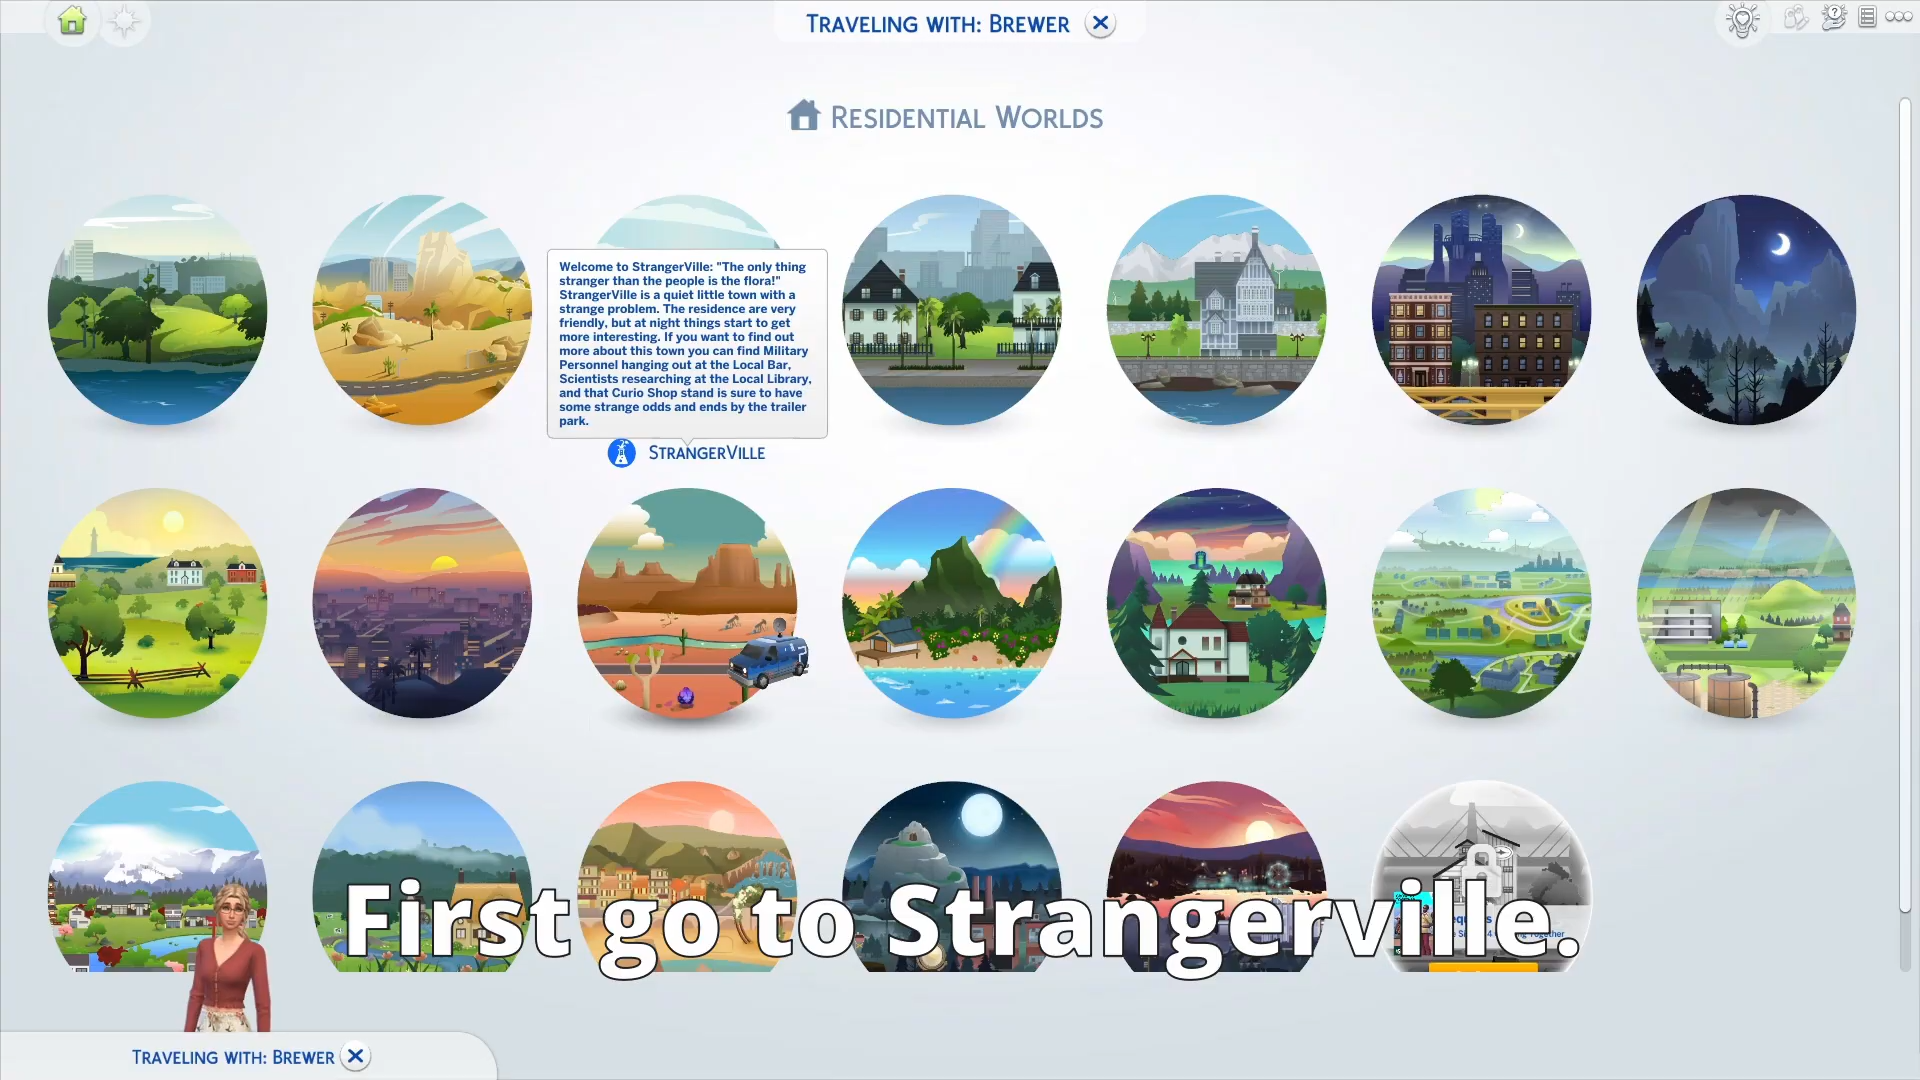 TRAVELING WITH: BREWER
RESIDENTIAL WORLDS
Welcome to StrangerVille: "The only thing
stranger than the people is the flora!"
StrangerVille is a quiet little town with a
strange problem. The residence are very
friendly, but at night things start to get
more interesting. If you want to find out
more about this town you can find Military
Personnel hanging out at the Local Bar,
Scientists researching at the Local Library,
and that Curio Shop stand is sure to have
some strange odds and ends by the trailer
park.
STRANGERVILLE
First go to Strangerville.
TRAVELING WITH: BREWER